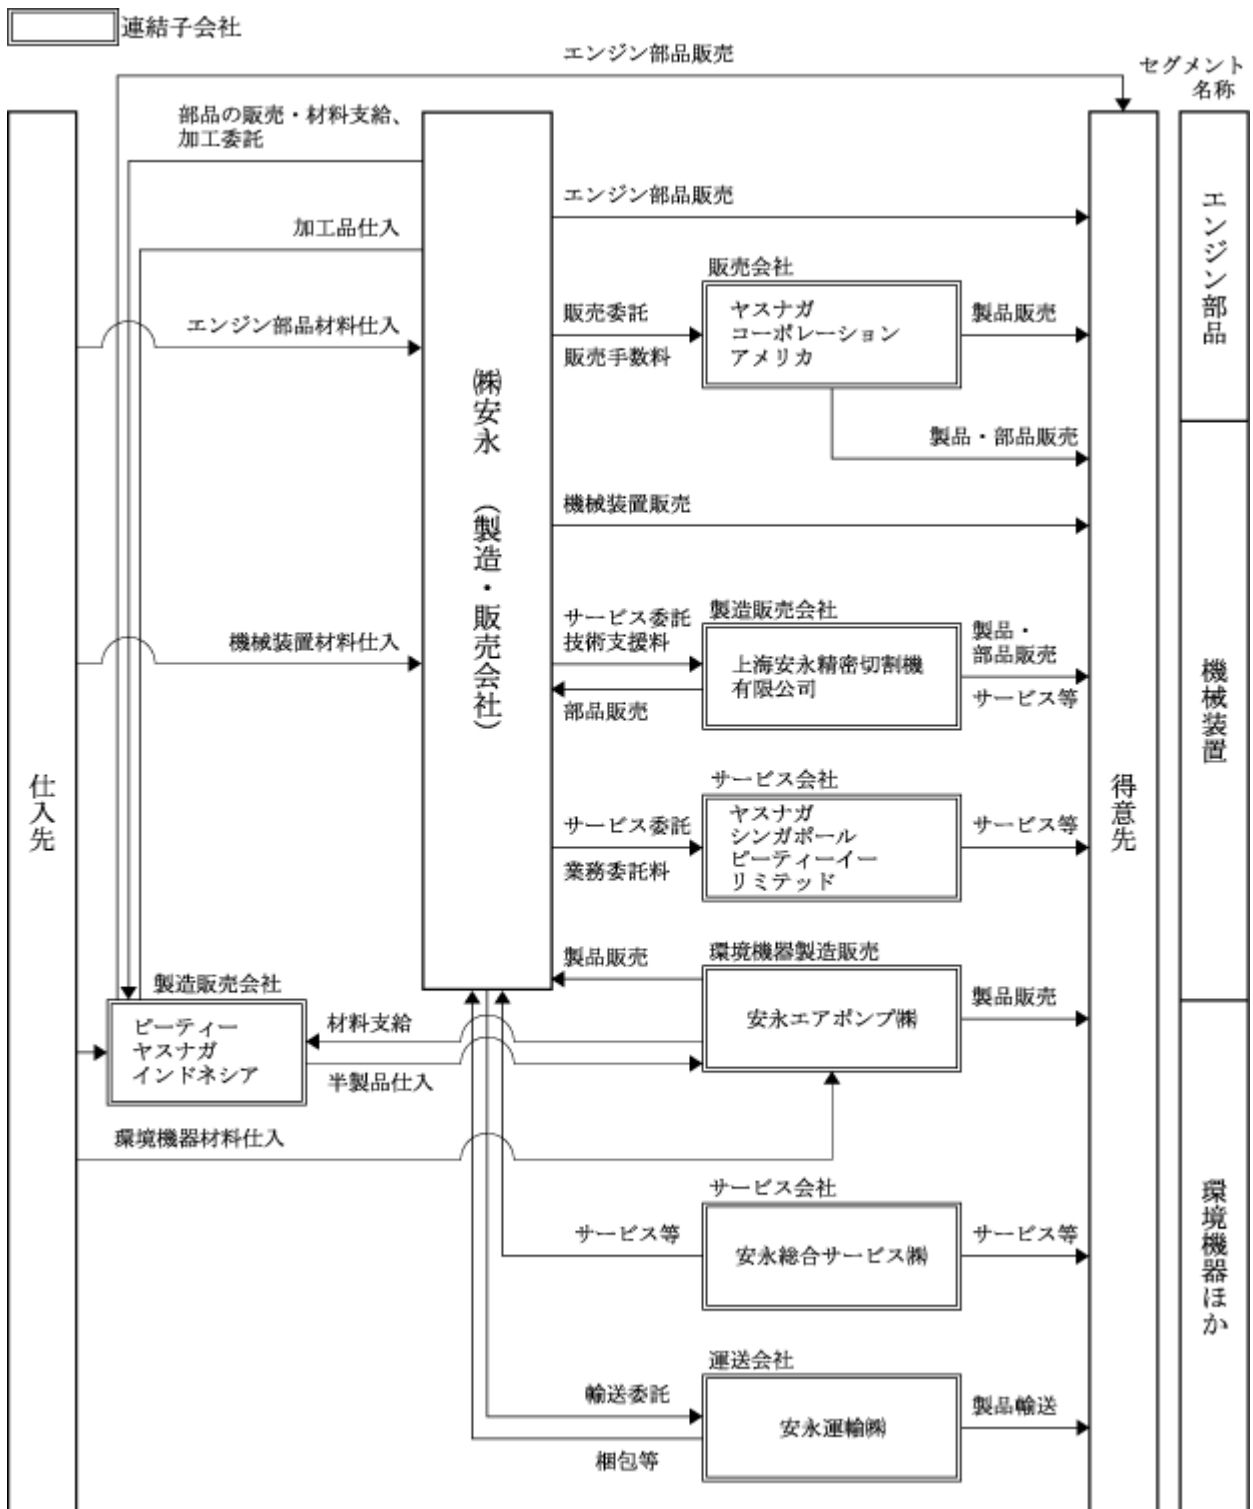 連結子会社
エンジン部品販売
セグメント
名称
部品の販売・材料支給、
加工委託
エンジン部品販売
加工品仕入
販売会社
ヤスナガ
コーポレーション
アメリカ
販売委託
販売手数料
製品販売
エンジン部品材料仕入
エンジン部品
製品・部品販売
㈱安永 (製造・販売会社)
機械装置販売
製造販売会社
サービス委託
技術支援料
上海安永精密切割機
有限公司
製品・
部品販売
サービス等
部品販売
機械装置材料仕入
機械装置
仕入先
得意先
サービス会社
サービス委託
業務委託料
ヤスナガ
シンガポール
ピーティーイー
リミテッド
サービス等
環境機器製造販売
製品販売
安永エアポンプ㈱
製品販売
製造販売会社
ピーティー
ヤスナガ
インドネシア
材料支給
半製品仕入
環境機器材料仕入
サービス会社
サービス等
安永総合サービス㈱
サービス等
環境機器ほか
運送会社
輸送委託
安永運輸㈱
製品輸送
梱包等